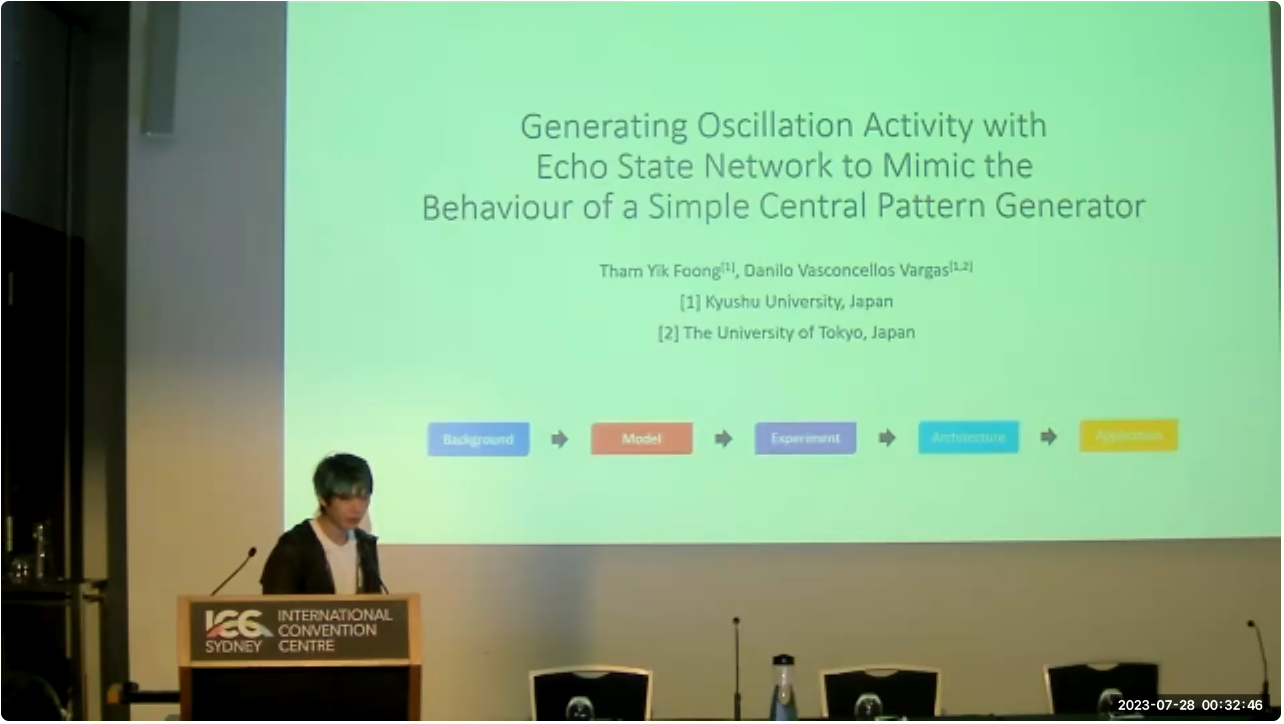 Generating Oscillation Activity with
Echo State Network to Mimic the
Behaviour of a Simple Central Pattern Generator
Tham Yik Foong[1], Danilo Vasconcellos Vargas[1,2]
[1] Kyushu University, Japan
[2] The University of Tokyo, Japan
Background
Model
Experiment
Architecture
Application
ICC SYDNEY
INTERNATIONAL
CONVENTION
CENTRE
2023-07-28 00:32:46